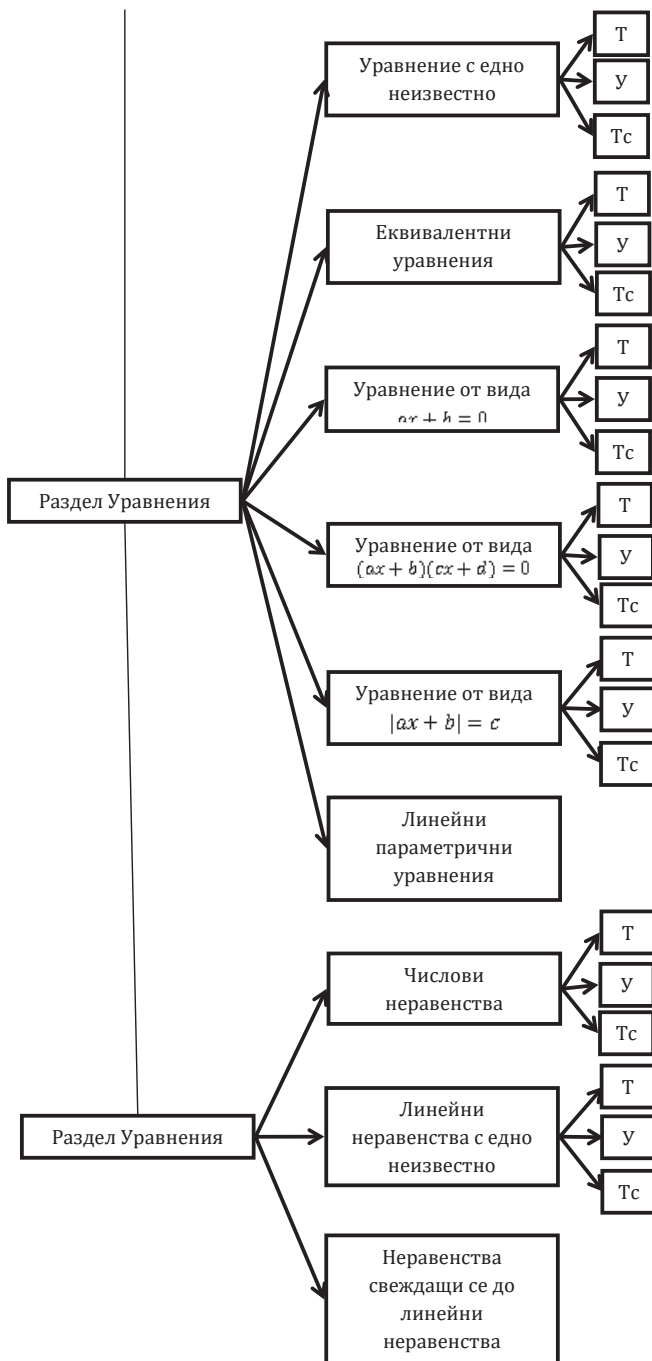 Уравнение с едно
неизвестно
Т
У
Тс
Еквивалентни
уравнения
Т
У
Тс
Уравнение от вида
ax + b = 0
Т
У
Тс
Раздел Уравнения
Уравнение от вида
(ax + b)(cx + d) = 0
Т
У
Тс
Уравнение от вида
|ax + b| = c
Т
У
Тс
Линейни
параметрични
уравнения
Числови
неравенства
Т
У
Тс
Раздел Уравнения
Линейни
неравенства с едно
неизвестно
Т
У
Тс
Неравенства
свеждащи се до
линейни
неравенства